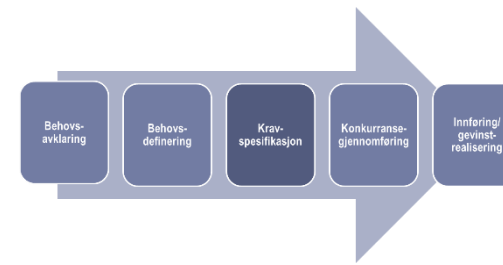 Behovs-
avklaring
Behovs-
definering
Krav-
spesifikasjon
Konkurranse-
gjennomføring
Innføring/
gevinst-
realisering